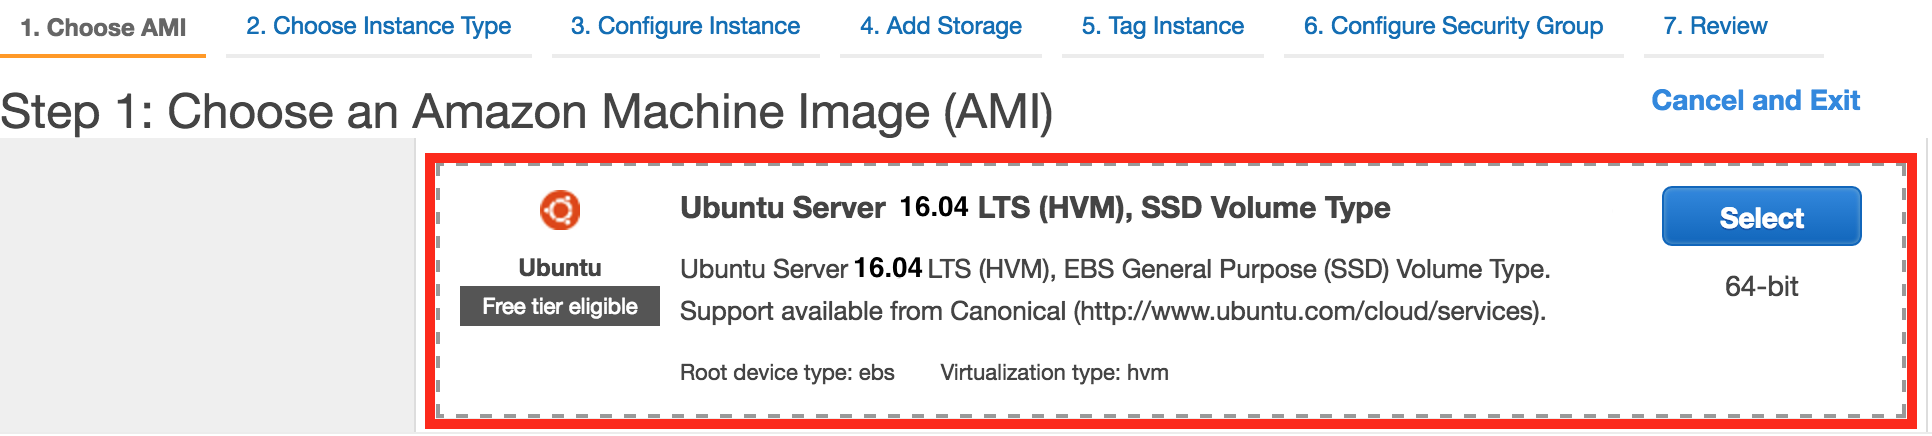 1. Choose AMI 2. Choose Instance Type 3. Configure Instance 4. Add Storage 5. Tag Instance 6. Configure Security Group 7. Review
Step 1: Choose an Amazon Machine Image (AMI)
Cancel and Exit
Ubuntu
Free tier eligible
Ubuntu Server 16.04 LTS (HVM), SSD Volume Type
Ubuntu Server 16.04 LTS (HVM), EBS General Purpose (SSD) Volume Type.
Support available from Canonical (http://www.ubuntu.com/cloud/services).
Root device type: ebs Virtualization type: hvm
Select
64-bit